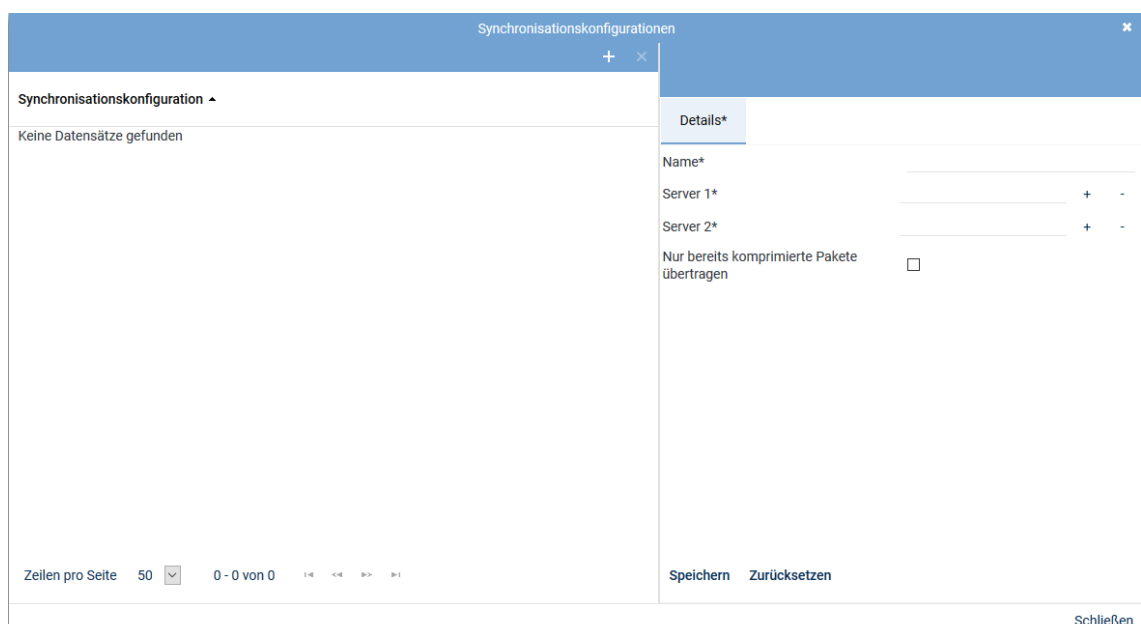 Synchronisationskonfigurationen
Synchronisationskonfiguration
Keine Datensätze gefunden
Details*
Name*
Server 1*
+ -
Server 2*
+ -
Nur bereits komprimierte Pakete
übertragen
Zeilen pro Seite 50 0 - 0 von 0
Speichern Zurücksetzen
Schließen